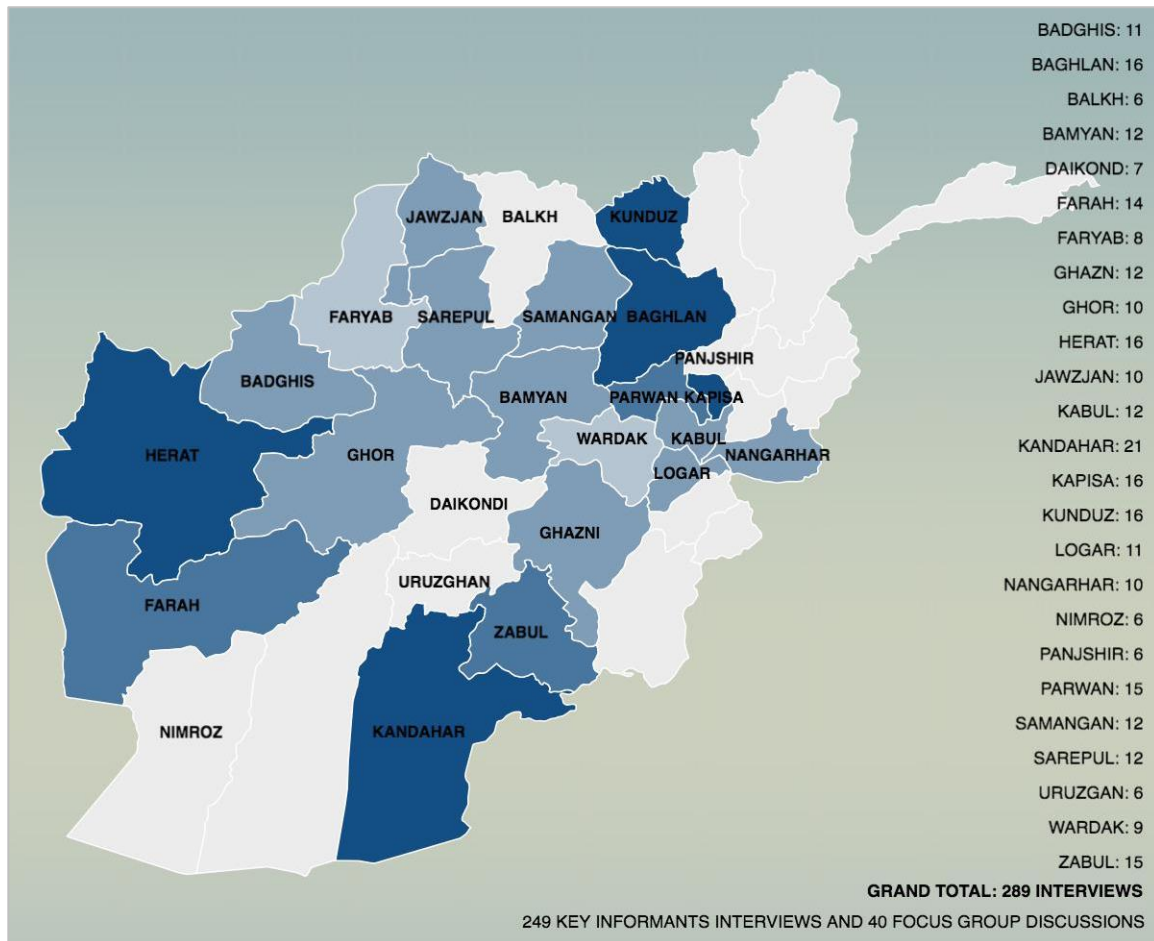 BADGHIS: 11
BAGHLAN: 16
BALKH: 6
BAMYAN: 12
DAIKOND: 7
FARAH: 14
FARYAB: 8
GHAZN: 12
GHOR: 10
HERAT: 16
JAWZJAN: 10
KABUL: 12
KANDAHAR: 21
KAPISA: 16
KUNDUZ: 16
LOGAR: 11
NANGARHAR: 10
NIMROZ: 6
PANJSHIR: 6
PARWAN: 15
SAMANGAN: 12
SAREPUL: 12
URUZGAN: 6
WARDAK: 9
ZABUL: 15
GRAND TOTAL: 289 INTERVIEWS
249 KEY INFORMANTS INTERVIEWS AND 40 FOCUS GROUP DISCUSSIONS
JAWZJAN
BALKH
KUNDUZ
FARYAB
SAREPUL
SAMANGAN
BAGHLAN
PANJSHIR
BADGHIS
BAMYAN
PARWAN
KAPISA
HERAT
GHOR
WARDAK
KABUL
NANGARHAR
LOGAR
DAIKONDI
GHAZNI
URUZGHAN
FARAH
ZABUL
NIMROZ
KANDAHAR